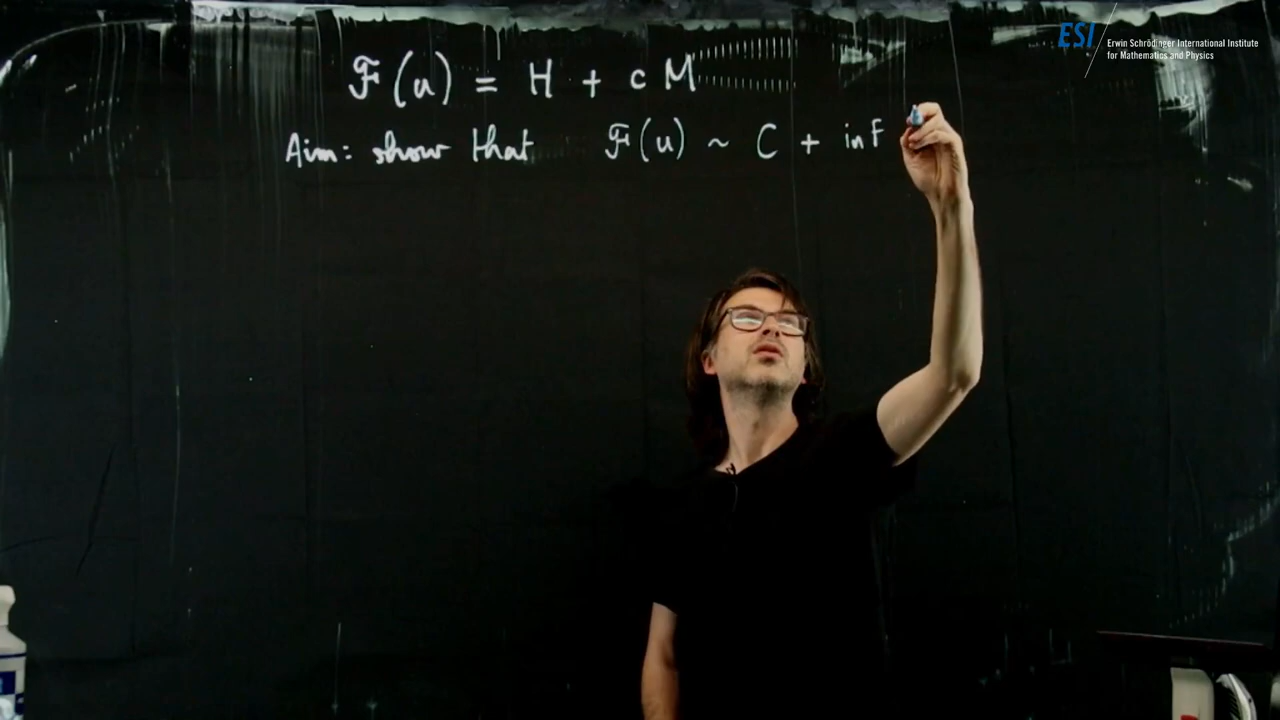 ESI Erwin Schrödinger International Institute
for Mathematics and Physics
𝓕(u) = H + c M
Aim: show that 𝓕(u) ~ C + inf